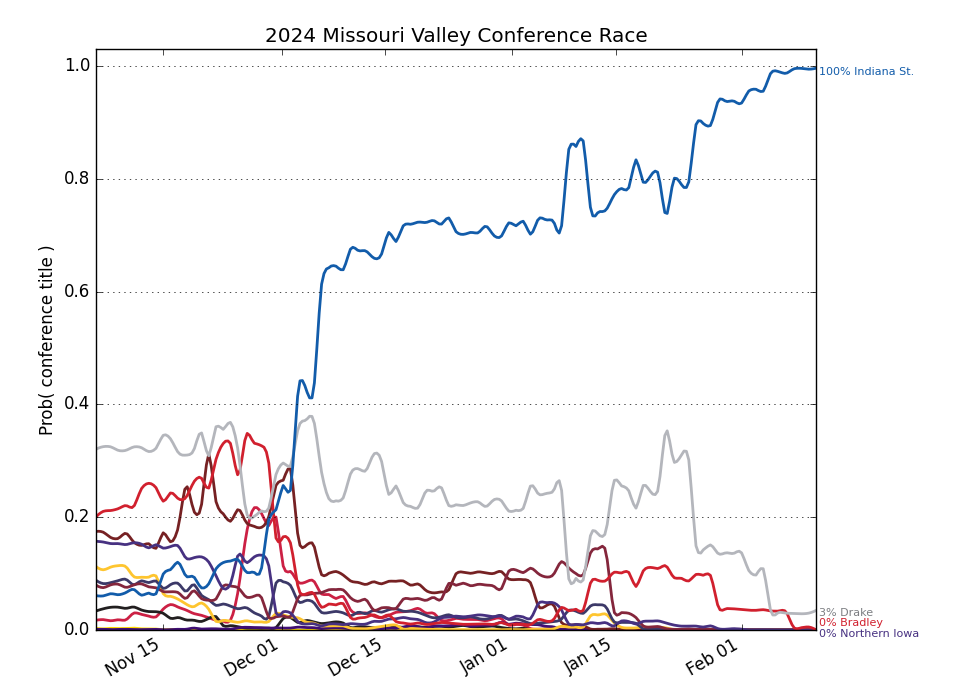 2024 Missouri Valley Conference Race
Prob( conference title )
1.0
0.8
0.6
0.4
0.2
0.0
Nov 15
Dec 01
Dec 15
Jan 01
Jan 15
Feb 01
100% Indiana St.
3% Drake
0% Bradley
0% Northern Iowa